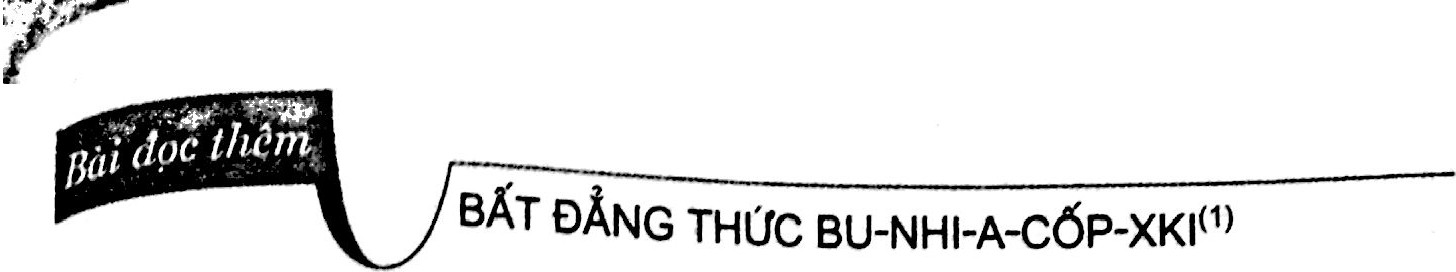 Bài đọc thêm
BẤT ĐẲNG THỨC BU-NHI-A-CỐP-XKI(1)